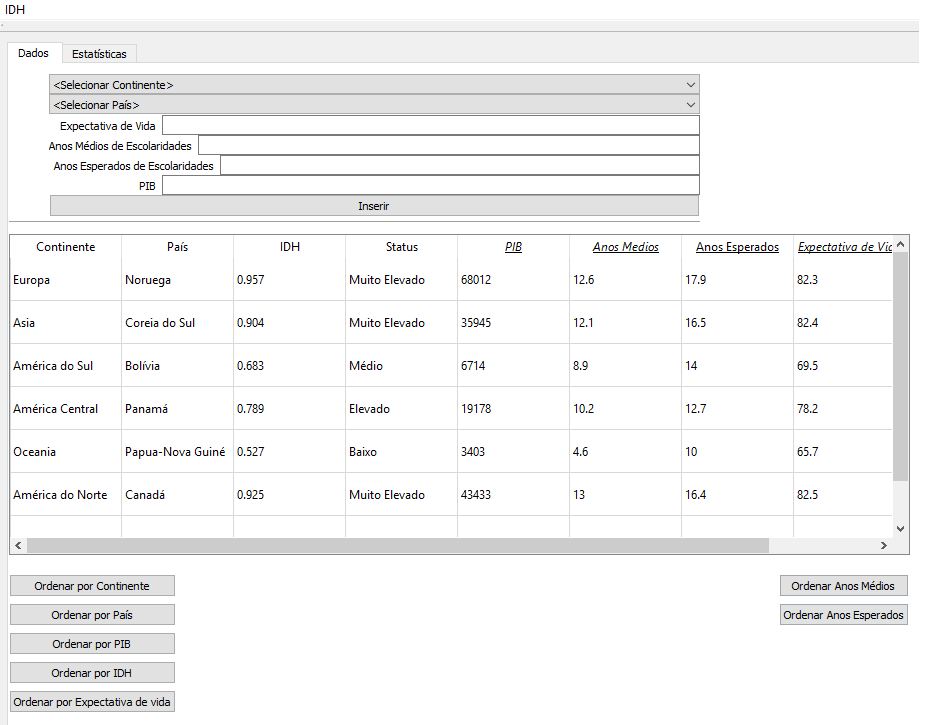 IDH
Dados Estatísticas
<Selecionar Continente>
<Selecionar País>
Expectativa de Vida
Anos Médios de Escolaridades
Anos Esperados de Escolaridades
PIB
Inserir
Continente País IDH Status PIB Anos Medios Anos Esperados Expectativa de Vid
Europa Noruega 0.957 Muito Elevado 68012 12.6 17.9 82.3
Asia Coreia do Sul 0.904 Muito Elevado 35945 12.1 16.5 82.4
América do Sul Bolívia 0.683 Médio 6714 8.9 14 69.5
América Central Panamá 0.789 Elevado 19178 10.2 12.7 78.2
Oceania Papua-Nova Guiné 0.527 Baixo 3403 4.6 10 65.7
América do Norte Canadá 0.925 Muito Elevado 43433 13 16.4 82.5
Ordenar por Continente Ordenar Anos Médios
Ordenar por País Ordenar Anos Esperados
Ordenar por PIB
Ordenar por IDH
Ordenar por Expectativa de vida